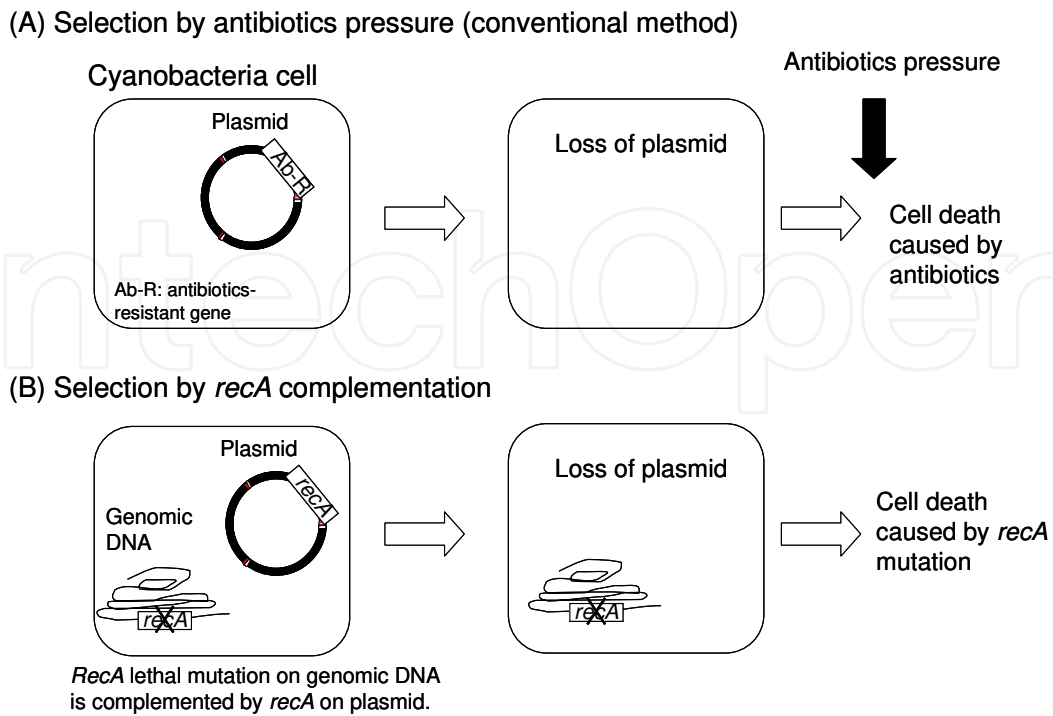 (A) Selection by antibiotics pressure (conventional method)
Antibiotics pressure
Cyanobacteria cell
Plasmid
Ab-R
Loss of plasmid
Cell death
caused by
antibiotics
Ab-R: antibiotics-
resistant gene
ntechOpen
(B) Selection by recA complementation
Plasmid
recA
Genomic
DNA
recA
Loss of plasmid
recA
Cell death
caused by recA
mutation
RecA lethal mutation on genomic DNA
is complemented by recA on plasmid.